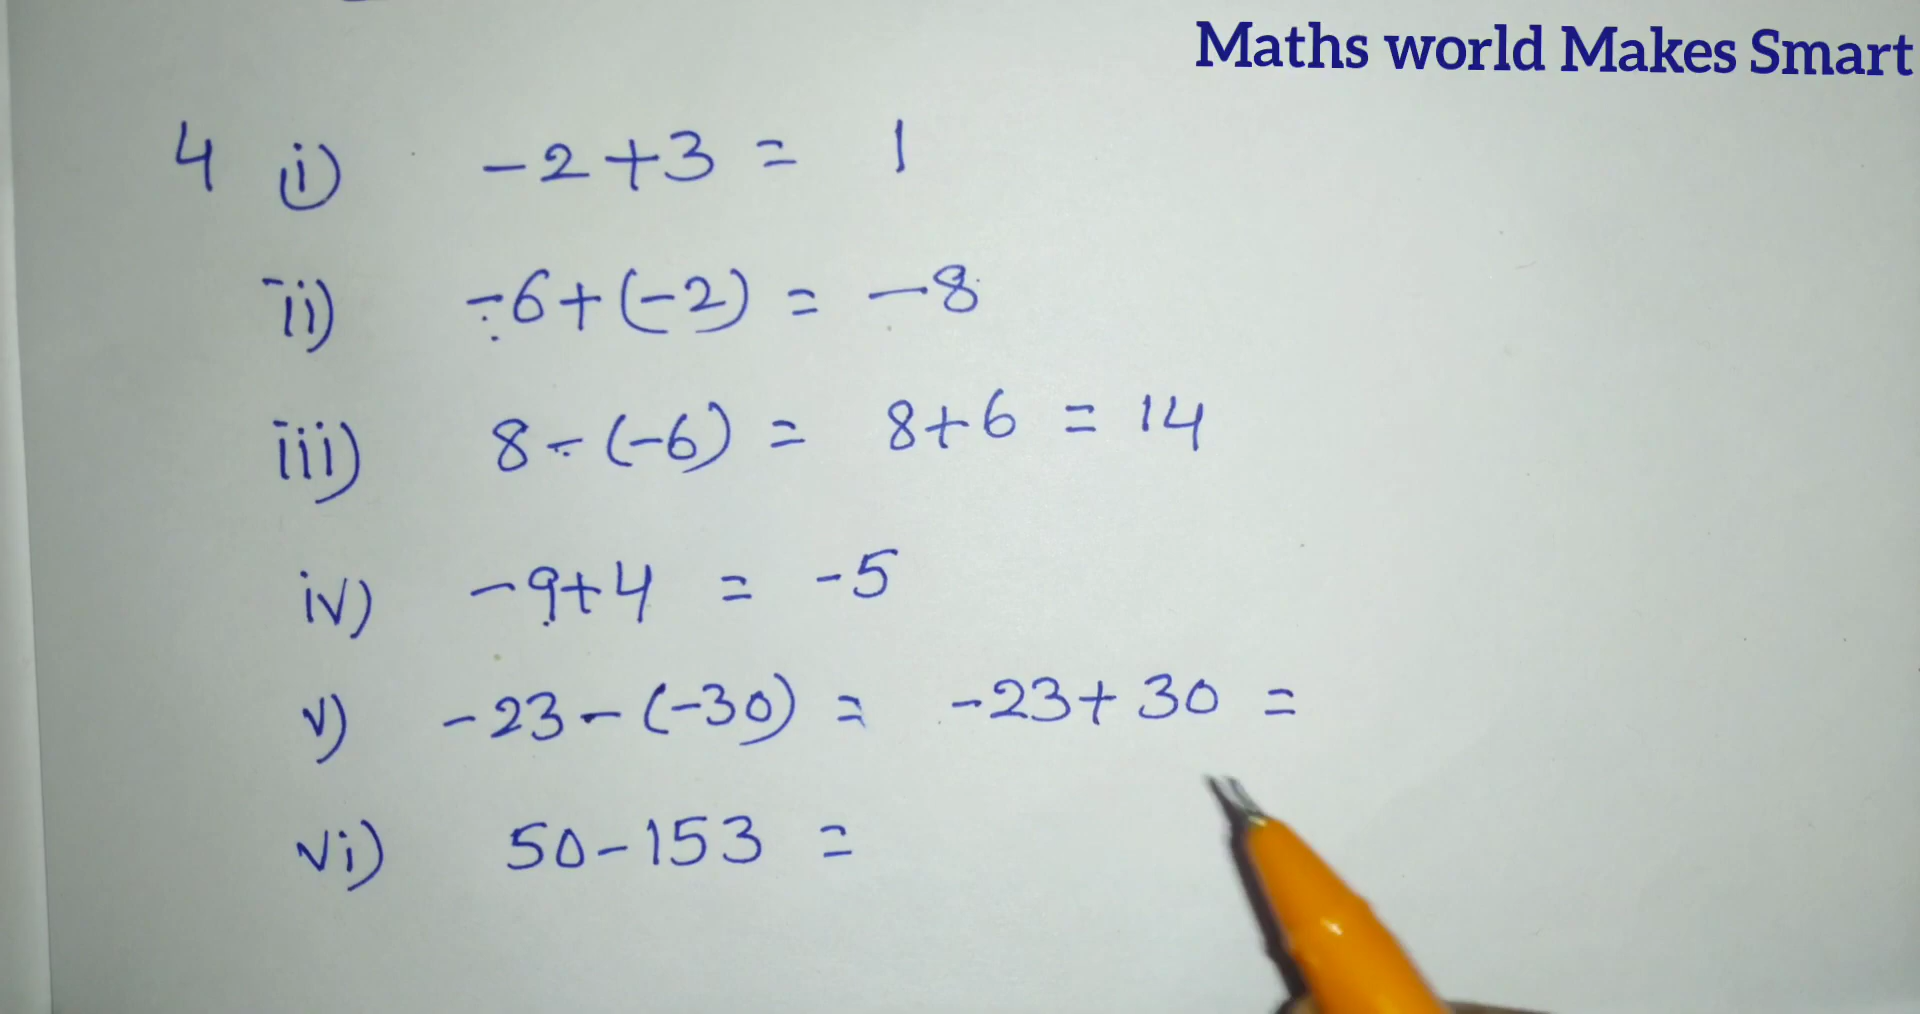 Maths world Makes Smart
4 i) -2+3 = 1
ii) -6+(-2) = -8
iii) 8-(-6) = 8+6 = 14
iv) -9+4 = -5
v) -23-(-30) = -23+30 =
vi) 50-153 =